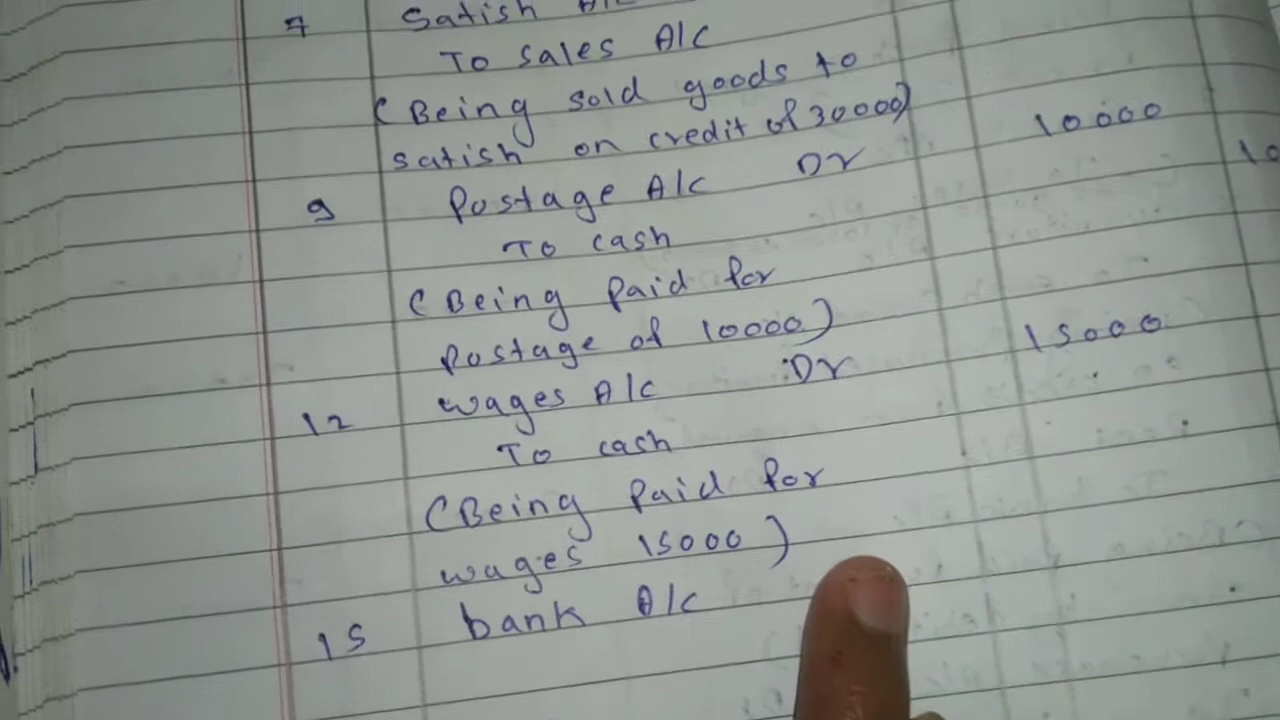 7 Satish A/c
To sales A/c
(Being sold goods to
satish on credit of 30000)
9 Postage A/c Dr 10000
To cash
(Being Paid for
Postage of 10000)
12 wages A/c Dr 15000
To cash
(Being Paid for
wages 15000)
15 bank A/c